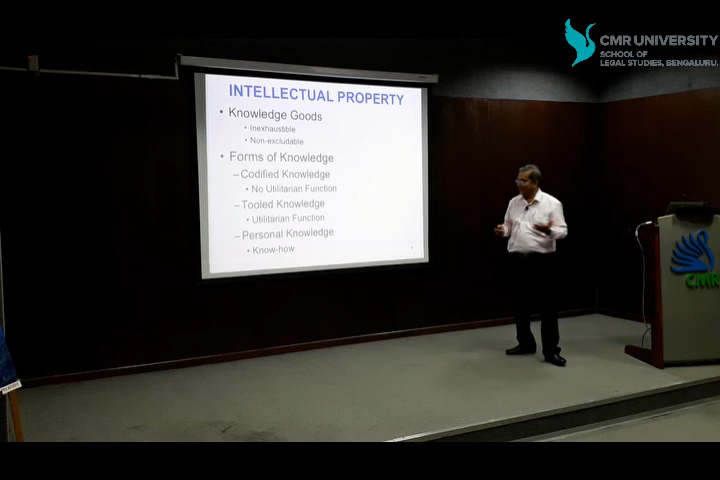 CMR UNIVERSITY
SCHOOL OF
LEGAL STUDIES, BENGALURU.
INTELLECTUAL PROPERTY
• Knowledge Goods
• Inexhaustible
• Non-excludable
• Forms of Knowledge
–Codified Knowledge
• No Utilitarian Function
–Tooled Knowledge
• Utilitarian Function
–Personal Knowledge
• Know-how
CMR